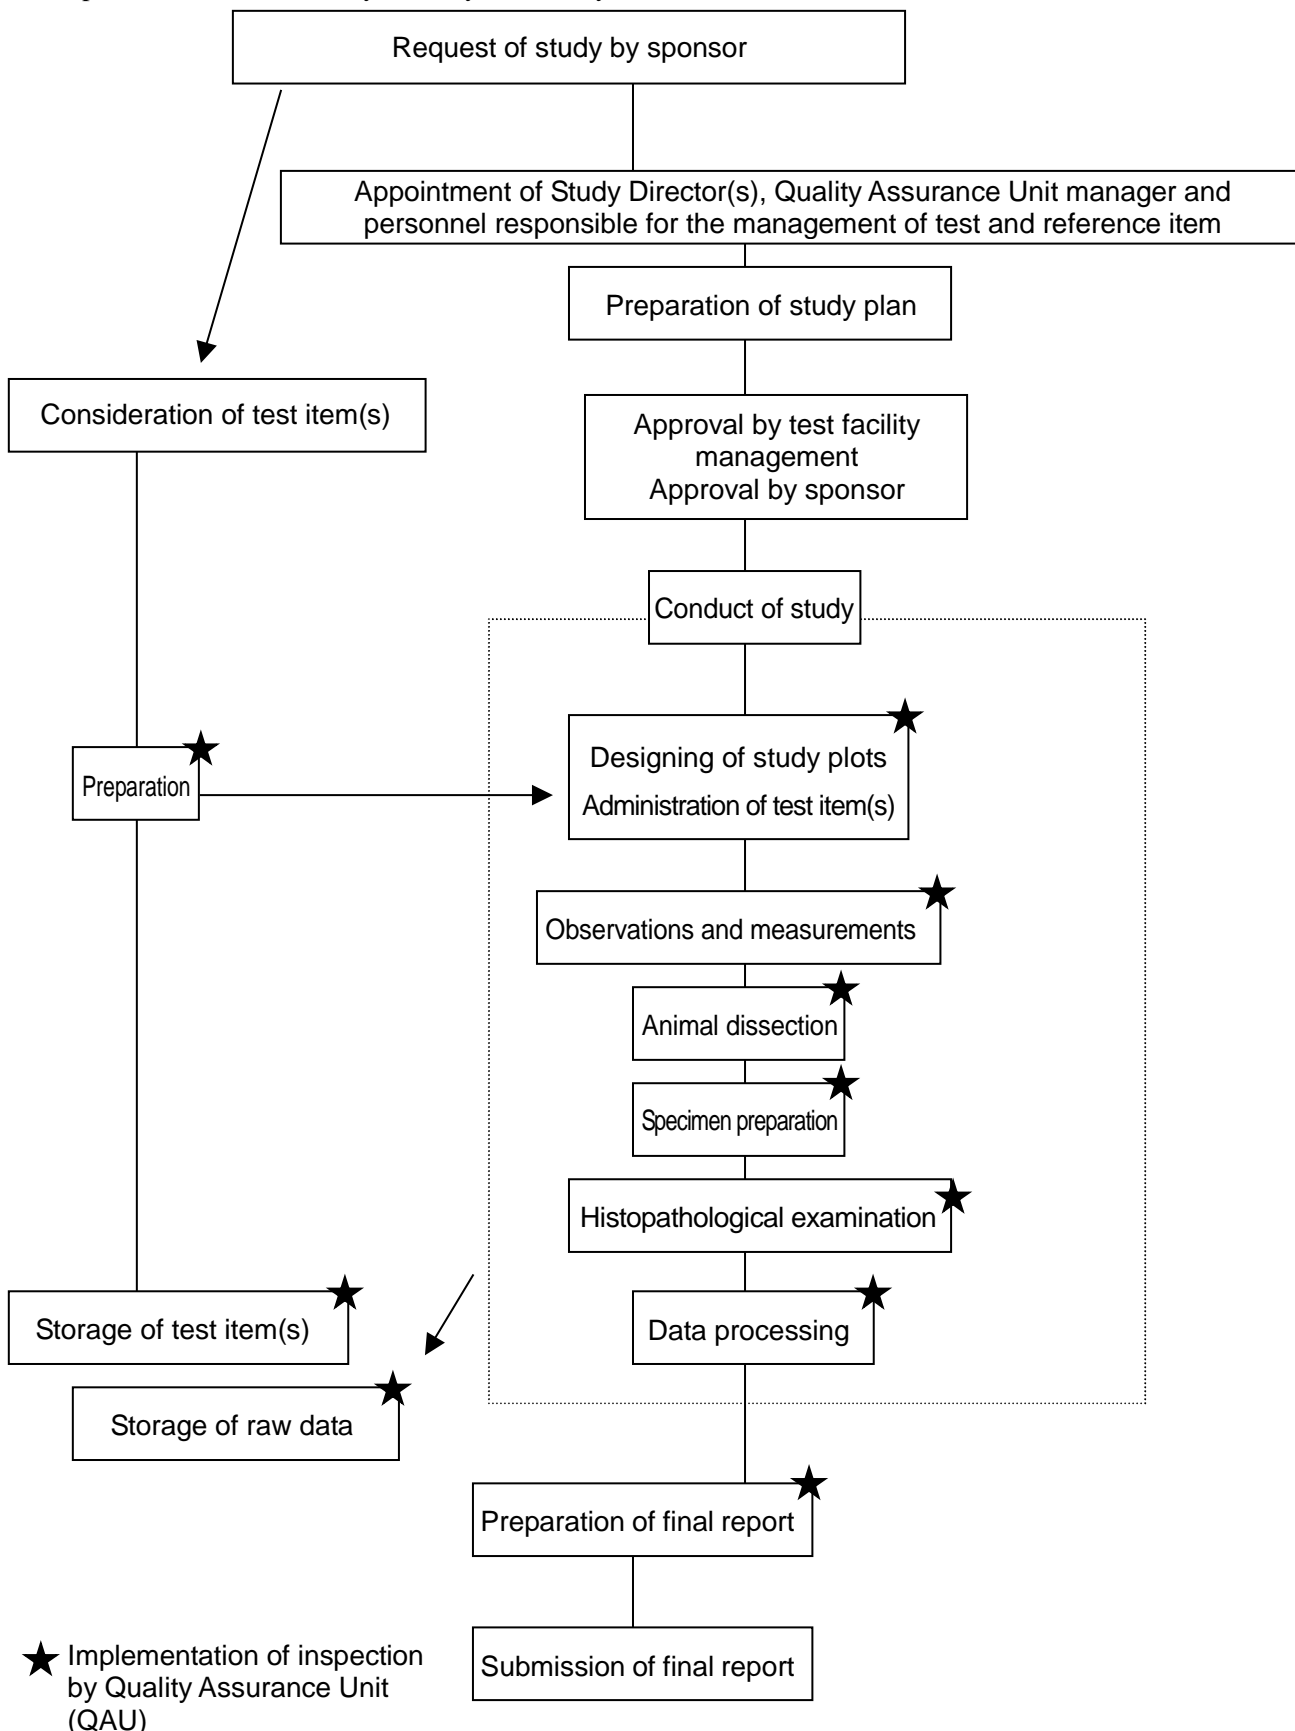 Request of study by sponsor
Appointment of Study Director(s), Quality Assurance Unit manager and
personnel responsible for the management of test and reference item
Preparation of study plan
Consideration of test item(s)
Approval by test facility
management
Approval by sponsor
Conduct of study
Designing of study plots
Administration of test item(s)
Preparation
Observations and measurements
Animal dissection
Specimen preparation
Histopathological examination
Storage of test item(s)
Data processing
Storage of raw data
Preparation of final report
Submission of final report
Implementation of inspection
by Quality Assurance Unit
(QAU)